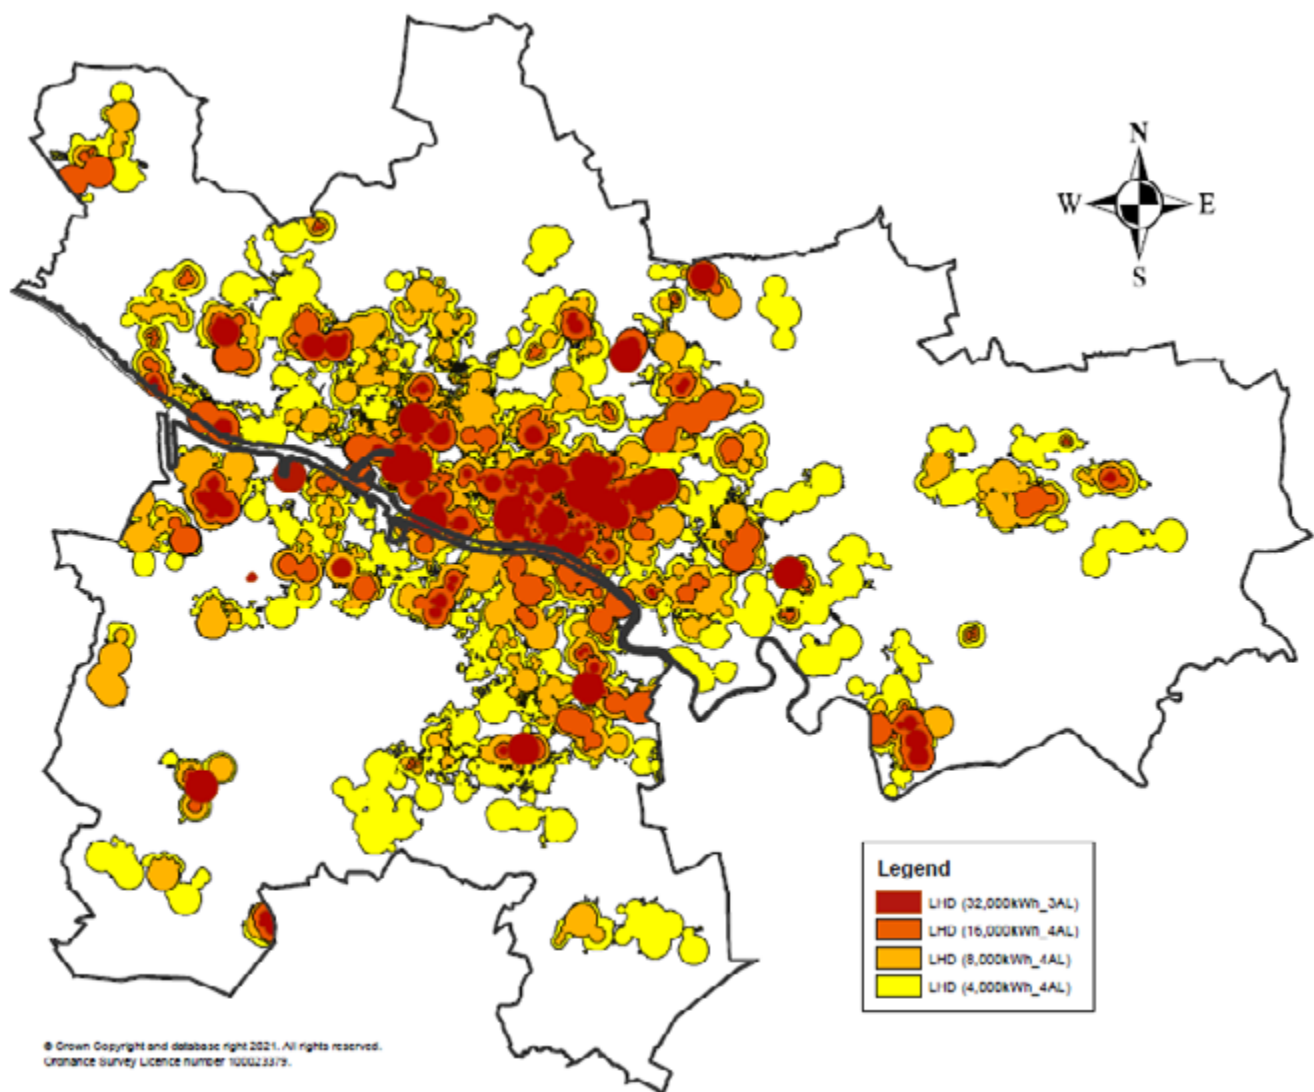 N
W E
S
Legend
LHD (32,000kWh_3AL)
LHD (16,000kWh_4AL)
LHD (8,000kWh_4AL)
LHD (4,000kWh_4AL)
© Crown Copyright and database right 2021. All rights reserved.
Ordnance Survey Licence number 100023379.